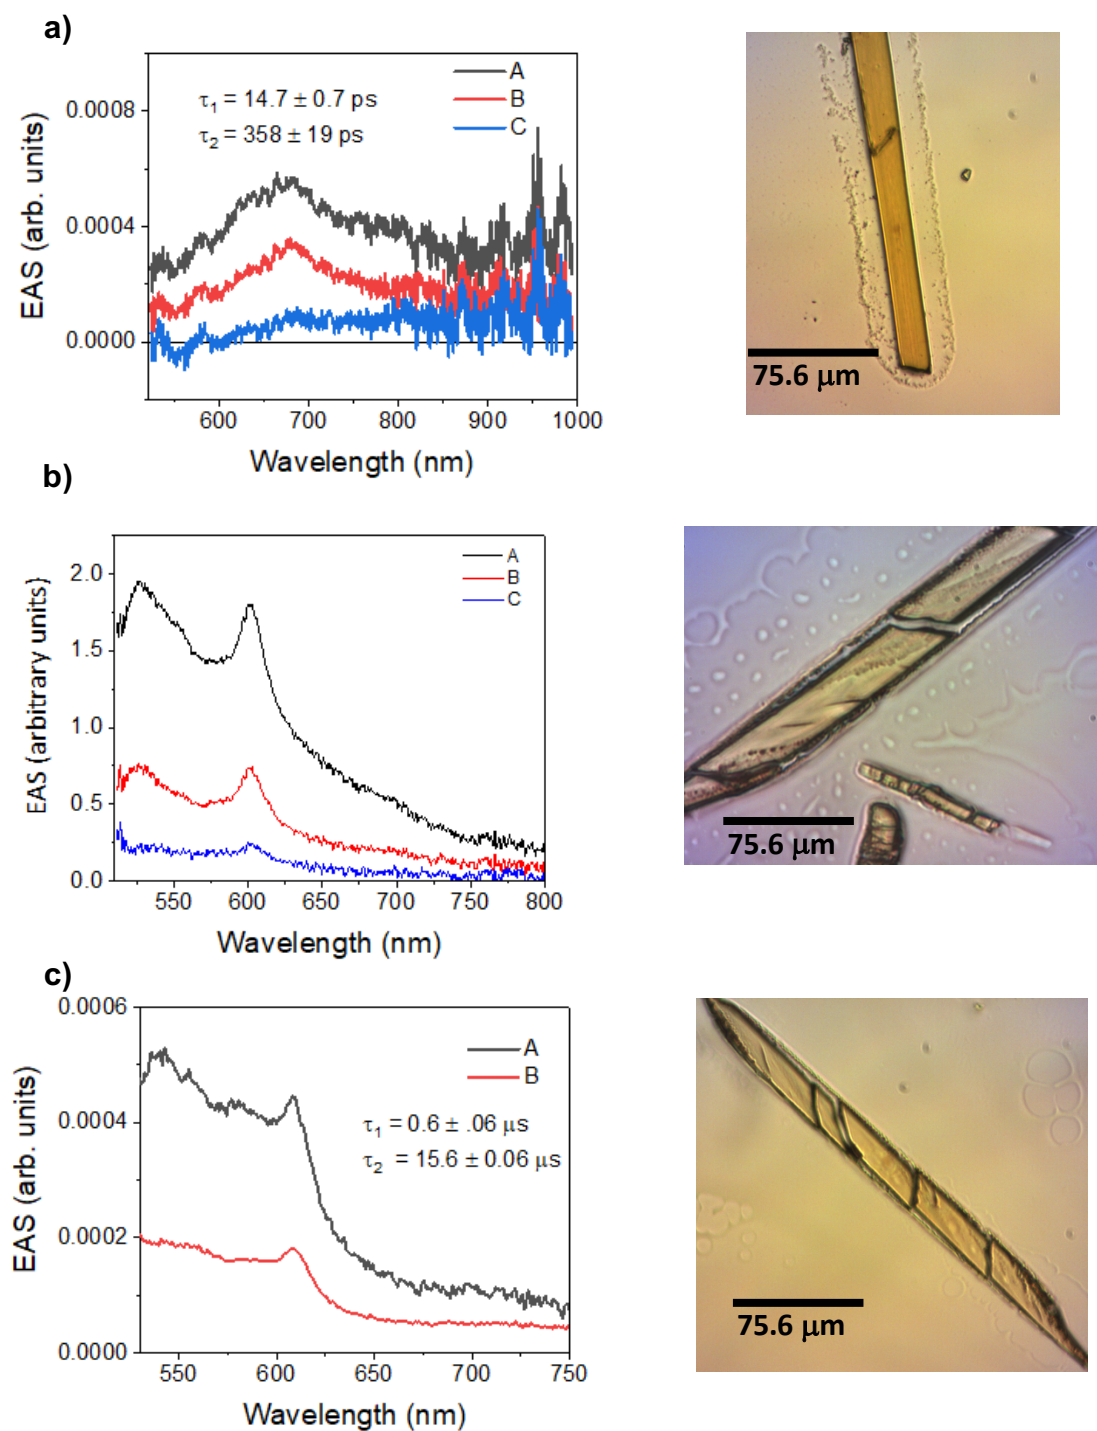 a)
A
B
C
τ1 = 14.7 ± 0.7 ps
τ2 = 358 ± 19 ps
0.0008
0.0004
0.0000
EAS (arb. units)
600 700 800 900 1000
Wavelength (nm)
75.6 μm
b)
A
B
C
2.0
1.5
1.0
0.5
0.0
EAS (arbitrary units)
550 600 650 700 750 800
Wavelength (nm)
75.6 μm
c)
A
B
τ1 = 0.6 ± .06 μs
τ2 = 15.6 ± 0.06 μs
0.0006
0.0004
0.0002
0.0000
EAS (arb. units)
550 600 650 700 750
Wavelength (nm)
75.6 μm